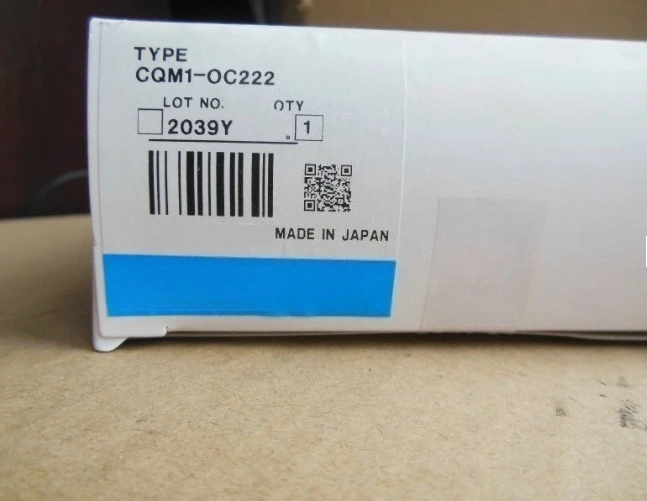 TYPE
CQM1-OC222
LOT NO. QTY
2039Y 1
MADE IN JAPAN